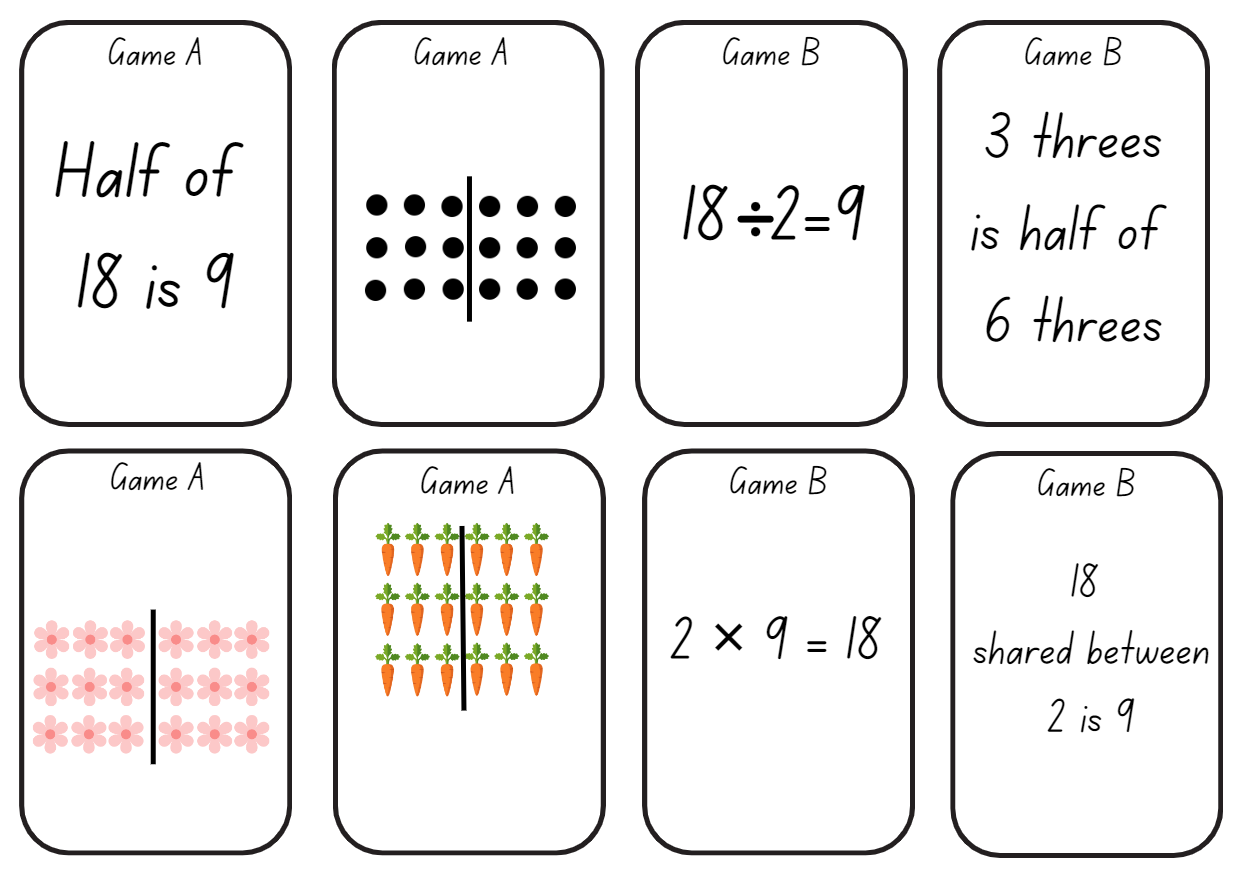 Game A
Half of
18 is 9
Game A
Game B
18 ÷2=9
Game B
3 threes
is half of
6 threes
Game A
Game A
Game B
2 × 9 = 18
Game B
18
shared between
2 is 9